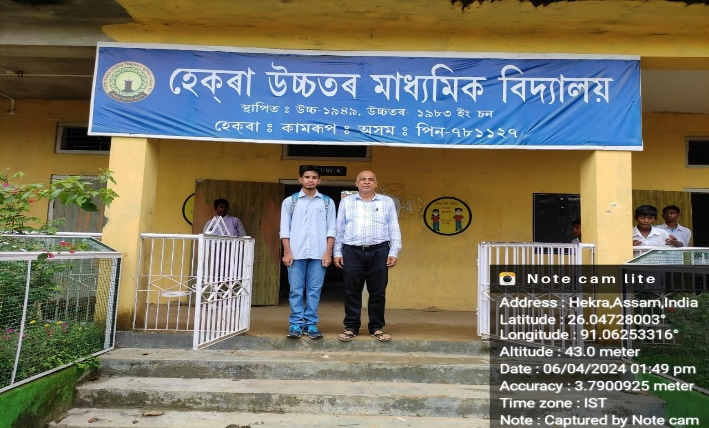 হেক্ৰা উচ্চতৰ মাধ্যমিক বিদ্যালয়
স্থাপিত ঃ উচ্চ-১৯৪৯, উচ্চতৰ ১৯৮৩ ইং চন
হেক্ৰা ঃ কামৰূপ ঃ অসম ঃ পিন-৭৮১১২৭
VI (A)
Note cam lite
Address : Hekra,Assam,India
Latitude : 26.04728003°
Longitude : 91.06253316°
Altitude : 43.0 meter
Date : 06/04/2024 01:49 pm
Accuracy : 3.7900925 meter
Time zone : IST
Note : Captured by Note cam